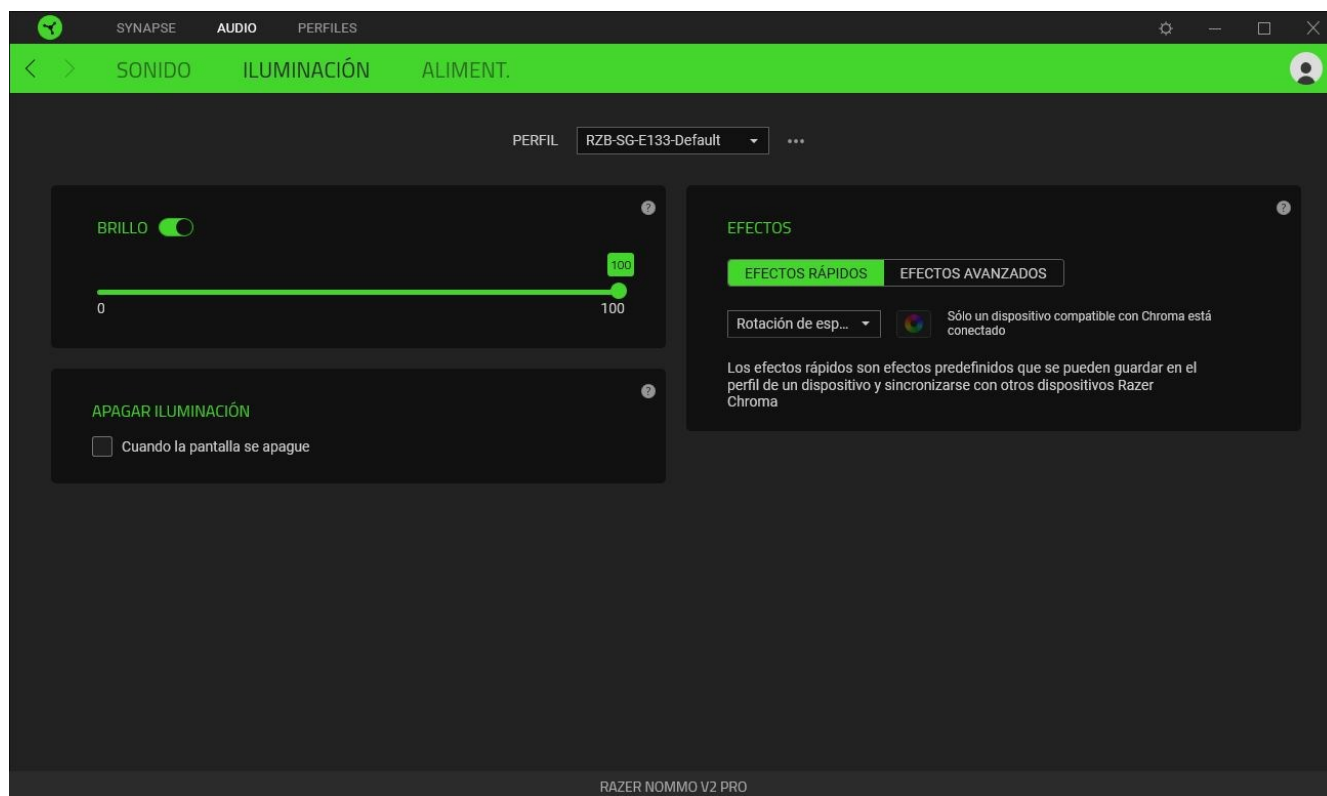 SYNAPSE AUDIO PERFILES
SONIDO ILUMINACIÓN ALIMENT.
PERFIL RZB-SG-E133-Default
BRILLO
100
0 100
APAGAR ILUMINACIÓN
Cuando la pantalla se apague
EFECTOS
EFECTOS RÁPIDOS EFECTOS AVANZADOS
Rotación de esp...
Sólo un dispositivo compatible con Chroma está
conectado
Los efectos rápidos son efectos predefinidos que se pueden guardar en el
perfil de un dispositivo y sincronizarse con otros dispositivos Razer
Chroma
RAZER NOMMO V2 PRO